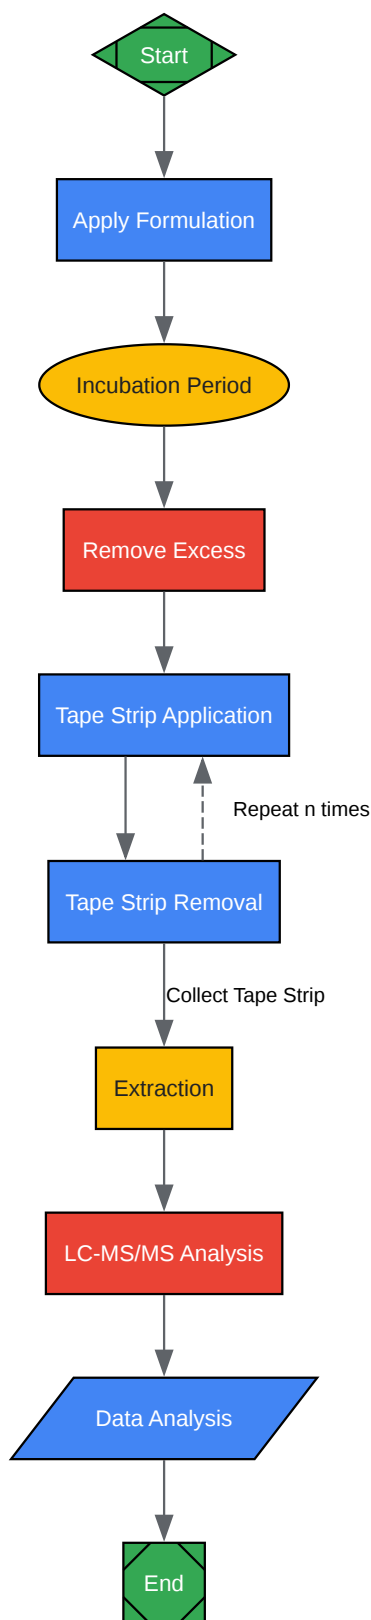 Start
Apply Formulation
Incubation Period
Remove Excess
Tape Strip Application
Repeat n times
Tape Strip Removal
Collect Tape Strip
Extraction
LC-MS/MS Analysis
Data Analysis
End